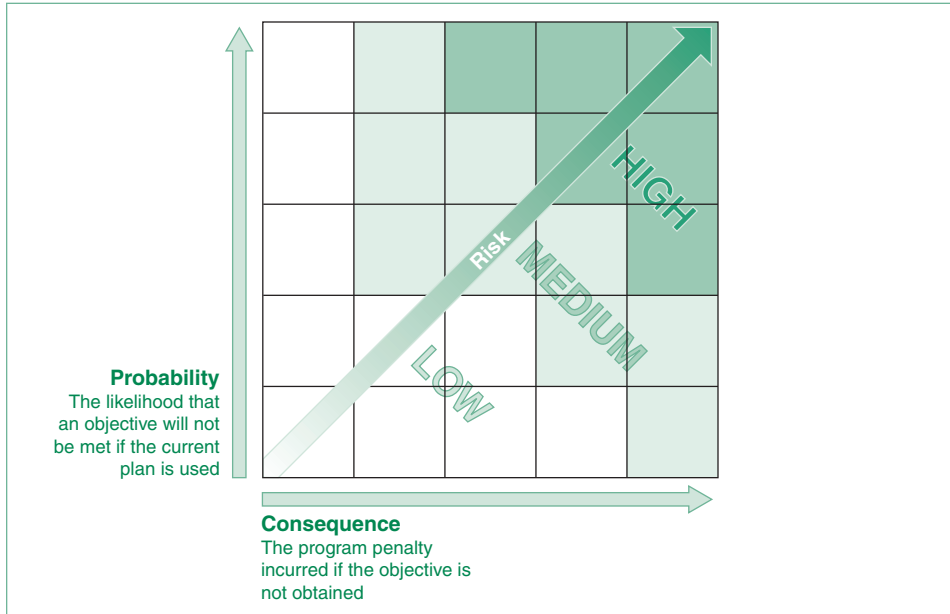 HIGH
Risk
MEDIUM
LOW
Probability
The likelihood that
an objective will not
be met if the current
plan is used
Consequence
The program penalty
incurred if the objective is
not obtained